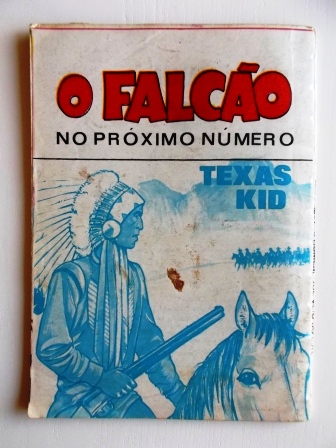 O FALCÃO
NO PRÓXIMO NÚMERO
TEXAS
KID